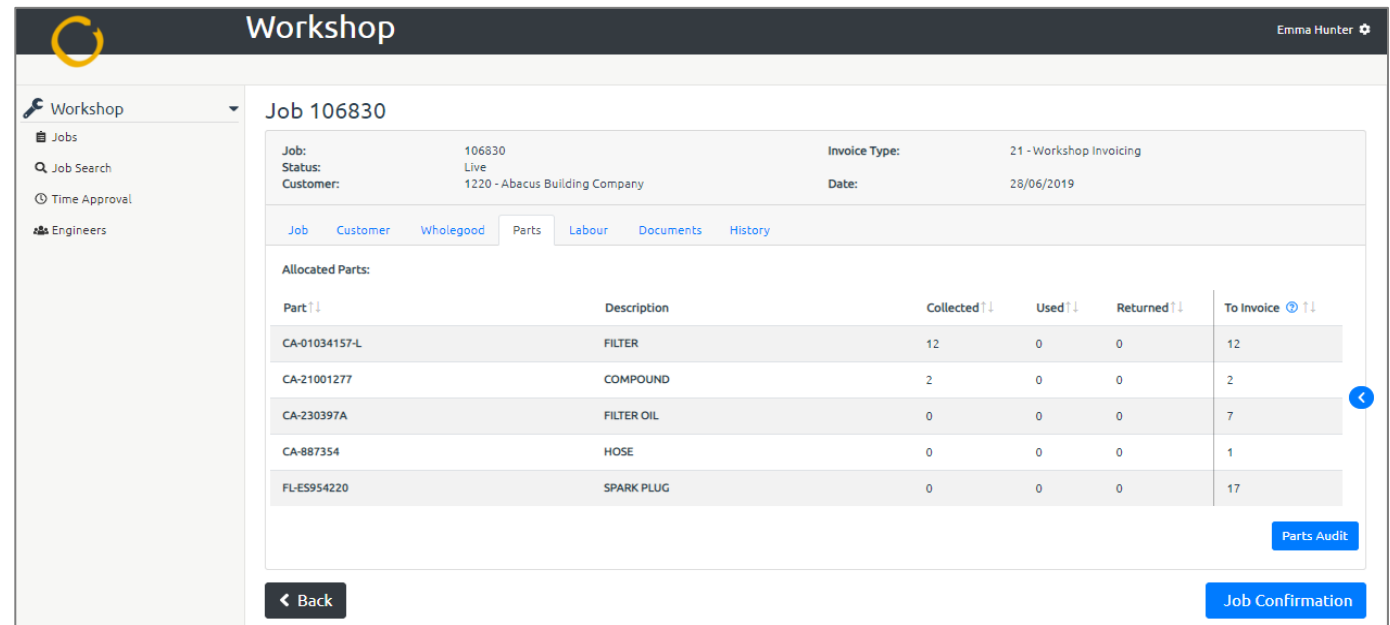 Workshop
Emma Hunter
Workshop
Jobs
Job Search
Time Approval
Engineers
Job 106830
Job: 106830 Invoice Type: 21 - Workshop Invoicing
Status: Live
Customer: 1220 - Abacus Building Company Date: 28/06/2019
Job Customer Wholegood Parts Labour Documents History
Allocated Parts:
Part Description Collected Used Returned To Invoice ?
CA-01034157-L FILTER 12 0 0 12
CA-21001277 COMPOUND 2 0 0 2
CA-230397A FILTER OIL 0 0 0 7
CA-887354 HOSE 0 0 0 1
FL-ES954220 SPARK PLUG 0 0 0 17
Parts Audit
Back Job Confirmation